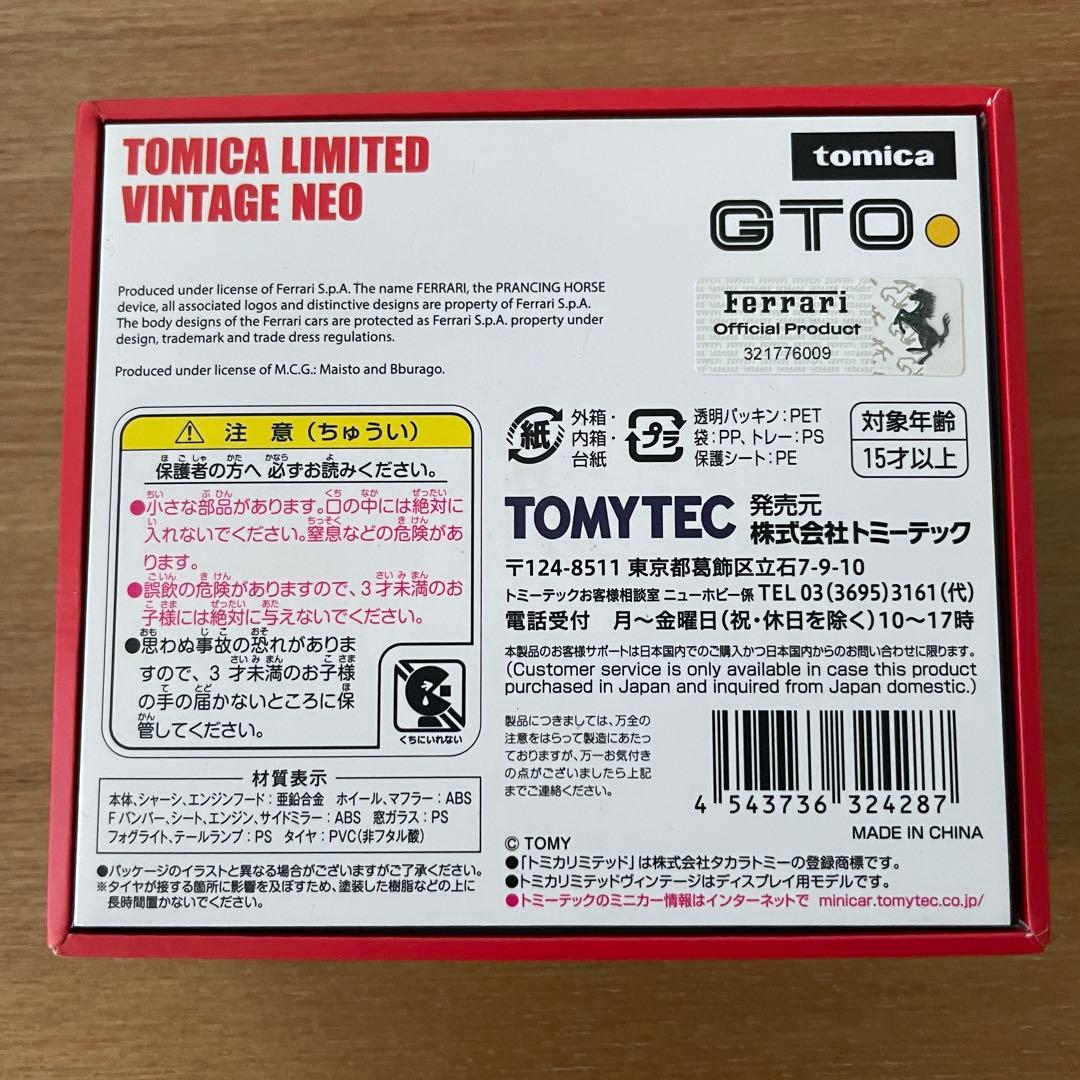 TOMICA LIMITED
VINTAGE NEO
tomica
GTO
Produced under license of Ferrari S.p.A. The name FERRARI, the PRANCING HORSE
device, all associated logos and distinctive designs are property of Ferrari S.p.A.
The body designs of the Ferrari cars are protected as Ferrari S.p.A. property under
design, trademark and trade dress regulations.
Produced under license of M.C.G.: Maisto and Bburago.
Ferrari
Official Product
321776009
⚠ 注 意（ちゅうい）
保護者の方へ 必ずお読みください。
●小さな部品があります。口の中には絶対に
入れないでください。窒息などの危険があ
ります。
●誤飲の危険がありますので、3才未満のお
子様には絶対に与えないでください。
●思わぬ事故の恐れがありま
すので、3才未満のお子様
の手の届かないところに保
管してください。
くちにいれない
材質表示
本体、シャーシ、エンジンフード：亜鉛合金 ホイール、マフラー：ABS
Fバンパー、シート、エンジン、サイドミラー：ABS 窓ガラス：PS
フォグライト、テールランプ：PS タイヤ：PVC（非フタル酸）
●パッケージのイラストと異なる場合がございますがご了承ください。
※タイヤが接する箇所に影響を及ぼすため、塗装した樹脂などの上に
長時間置かないでください。
紙
外箱・
内箱・
台紙
プラ
透明パッキン：PET
袋：PP、トレー：PS
保護シート：PE
対象年齢
15才以上
TOMYTEC 発売元
株式会社トミーテック
〒124-8511 東京都葛飾区立石7-9-10
トミーテックお客様相談室 ニューホビー係 TEL 03（3695）3161（代）
電話受付 月～金曜日（祝・休日を除く）10～17時
本製品のお客様サポートは日本国内でのご購入かつ日本国内からのお問い合わせに限ります。
(Customer service is only available in case this product
purchased in Japan and inquired from Japan domestic.)
製品につきましては、万全の
注意をはらって製造にあたっ
ておりますが、万一お気付き
の点がございましたら上記
までご連絡ください。
4 543736 324287
MADE IN CHINA
© TOMY
●「トミカリミテッド」は株式会社タカラトミーの登録商標です。
●トミカリミテッドヴィンテージはディスプレイ用モデルです。
●トミーテックのミニカー情報はインターネットで minicar.tomytec.co.jp/